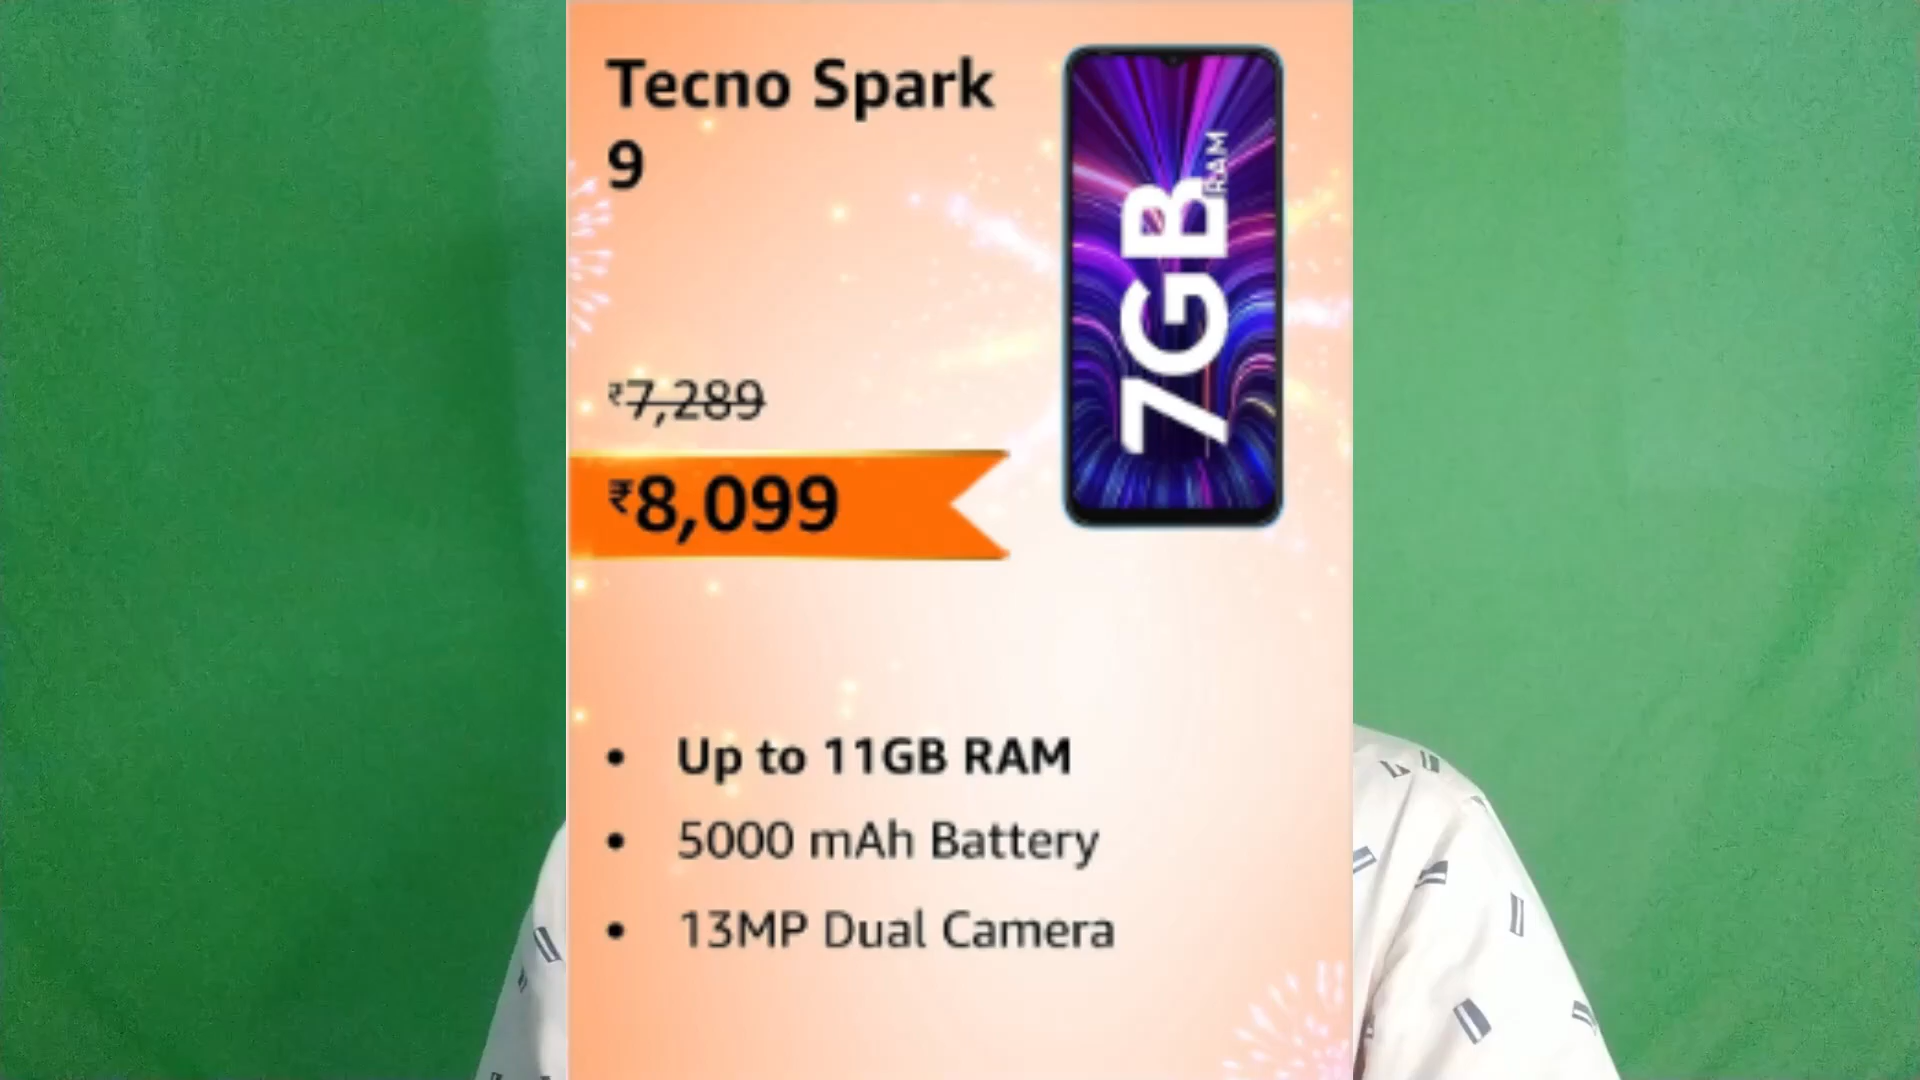 Tecno Spark
9
₹7,289
₹8,099
7GB
RAM
• Up to 11GB RAM
• 5000 mAh Battery
• 13MP Dual Camera